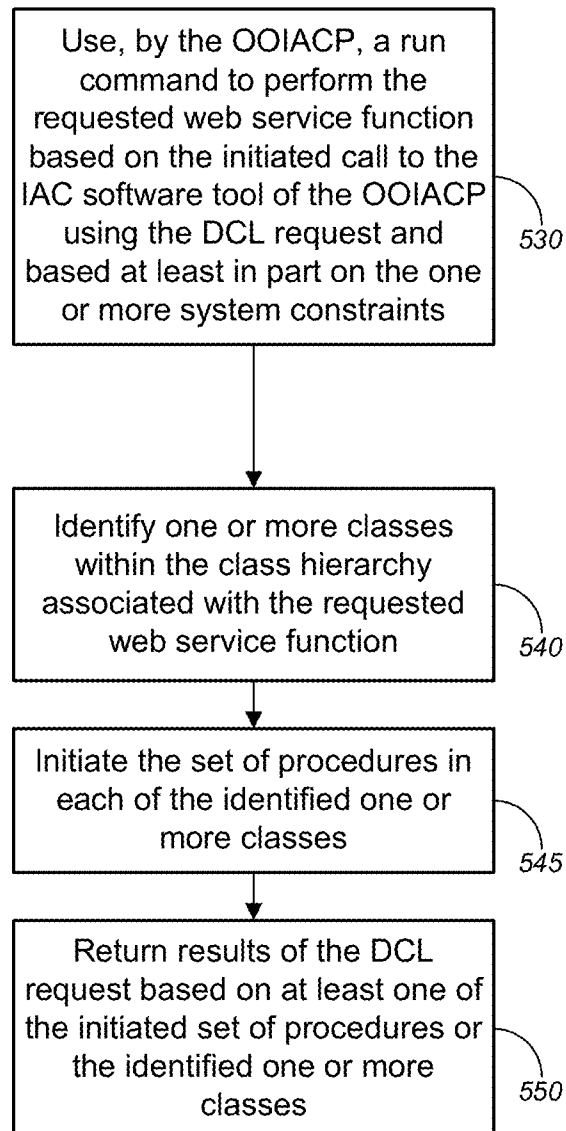 Use, by the OOIACP, a run
command to perform the
requested web service function
based on the initiated call to the
IAC software tool of the OOIACP
using the DCL request and
based at least in part on the one
or more system constraints
530
Identify one or more classes
within the class hierarchy
associated with the requested
web service function
540
Initiate the set of procedures in
each of the identified one or
more classes
545
Return results of the DCL
request based on at least one of
the initiated set of procedures or
the identified one or more
classes
550